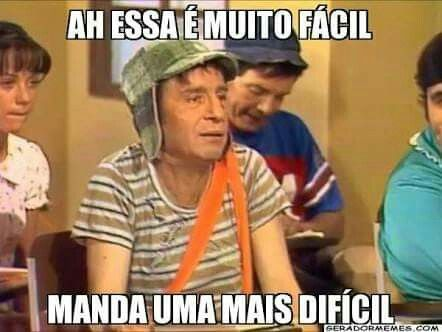 AH ESSA É MUITO FÁCIL
MANDA UMA MAIS DIFÍCIL
GERADORMEMES.COM